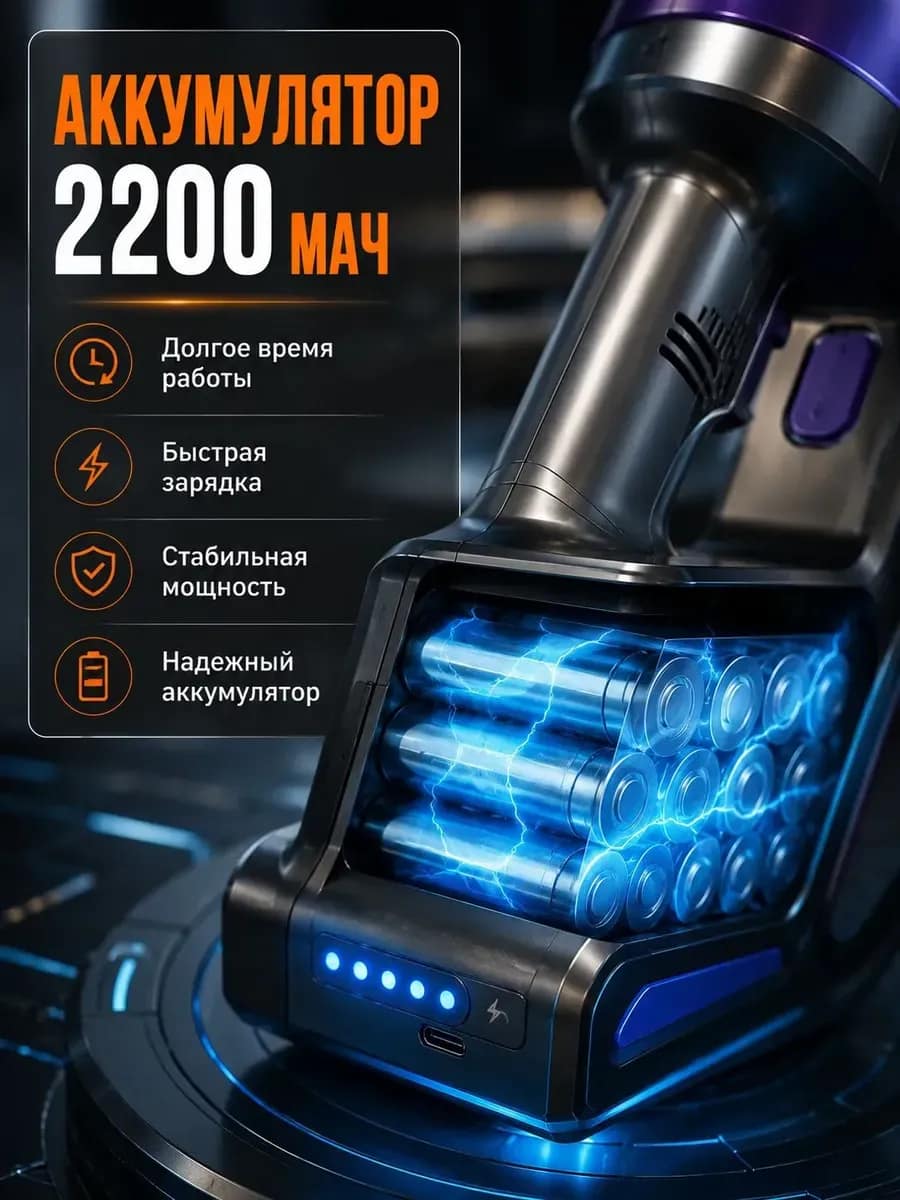 АККУМУЛЯТОР
2200 МАЧ
Долгое время
работы
Быстрая
зарядка
Стабильная
мощность
Надежный
аккумулятор